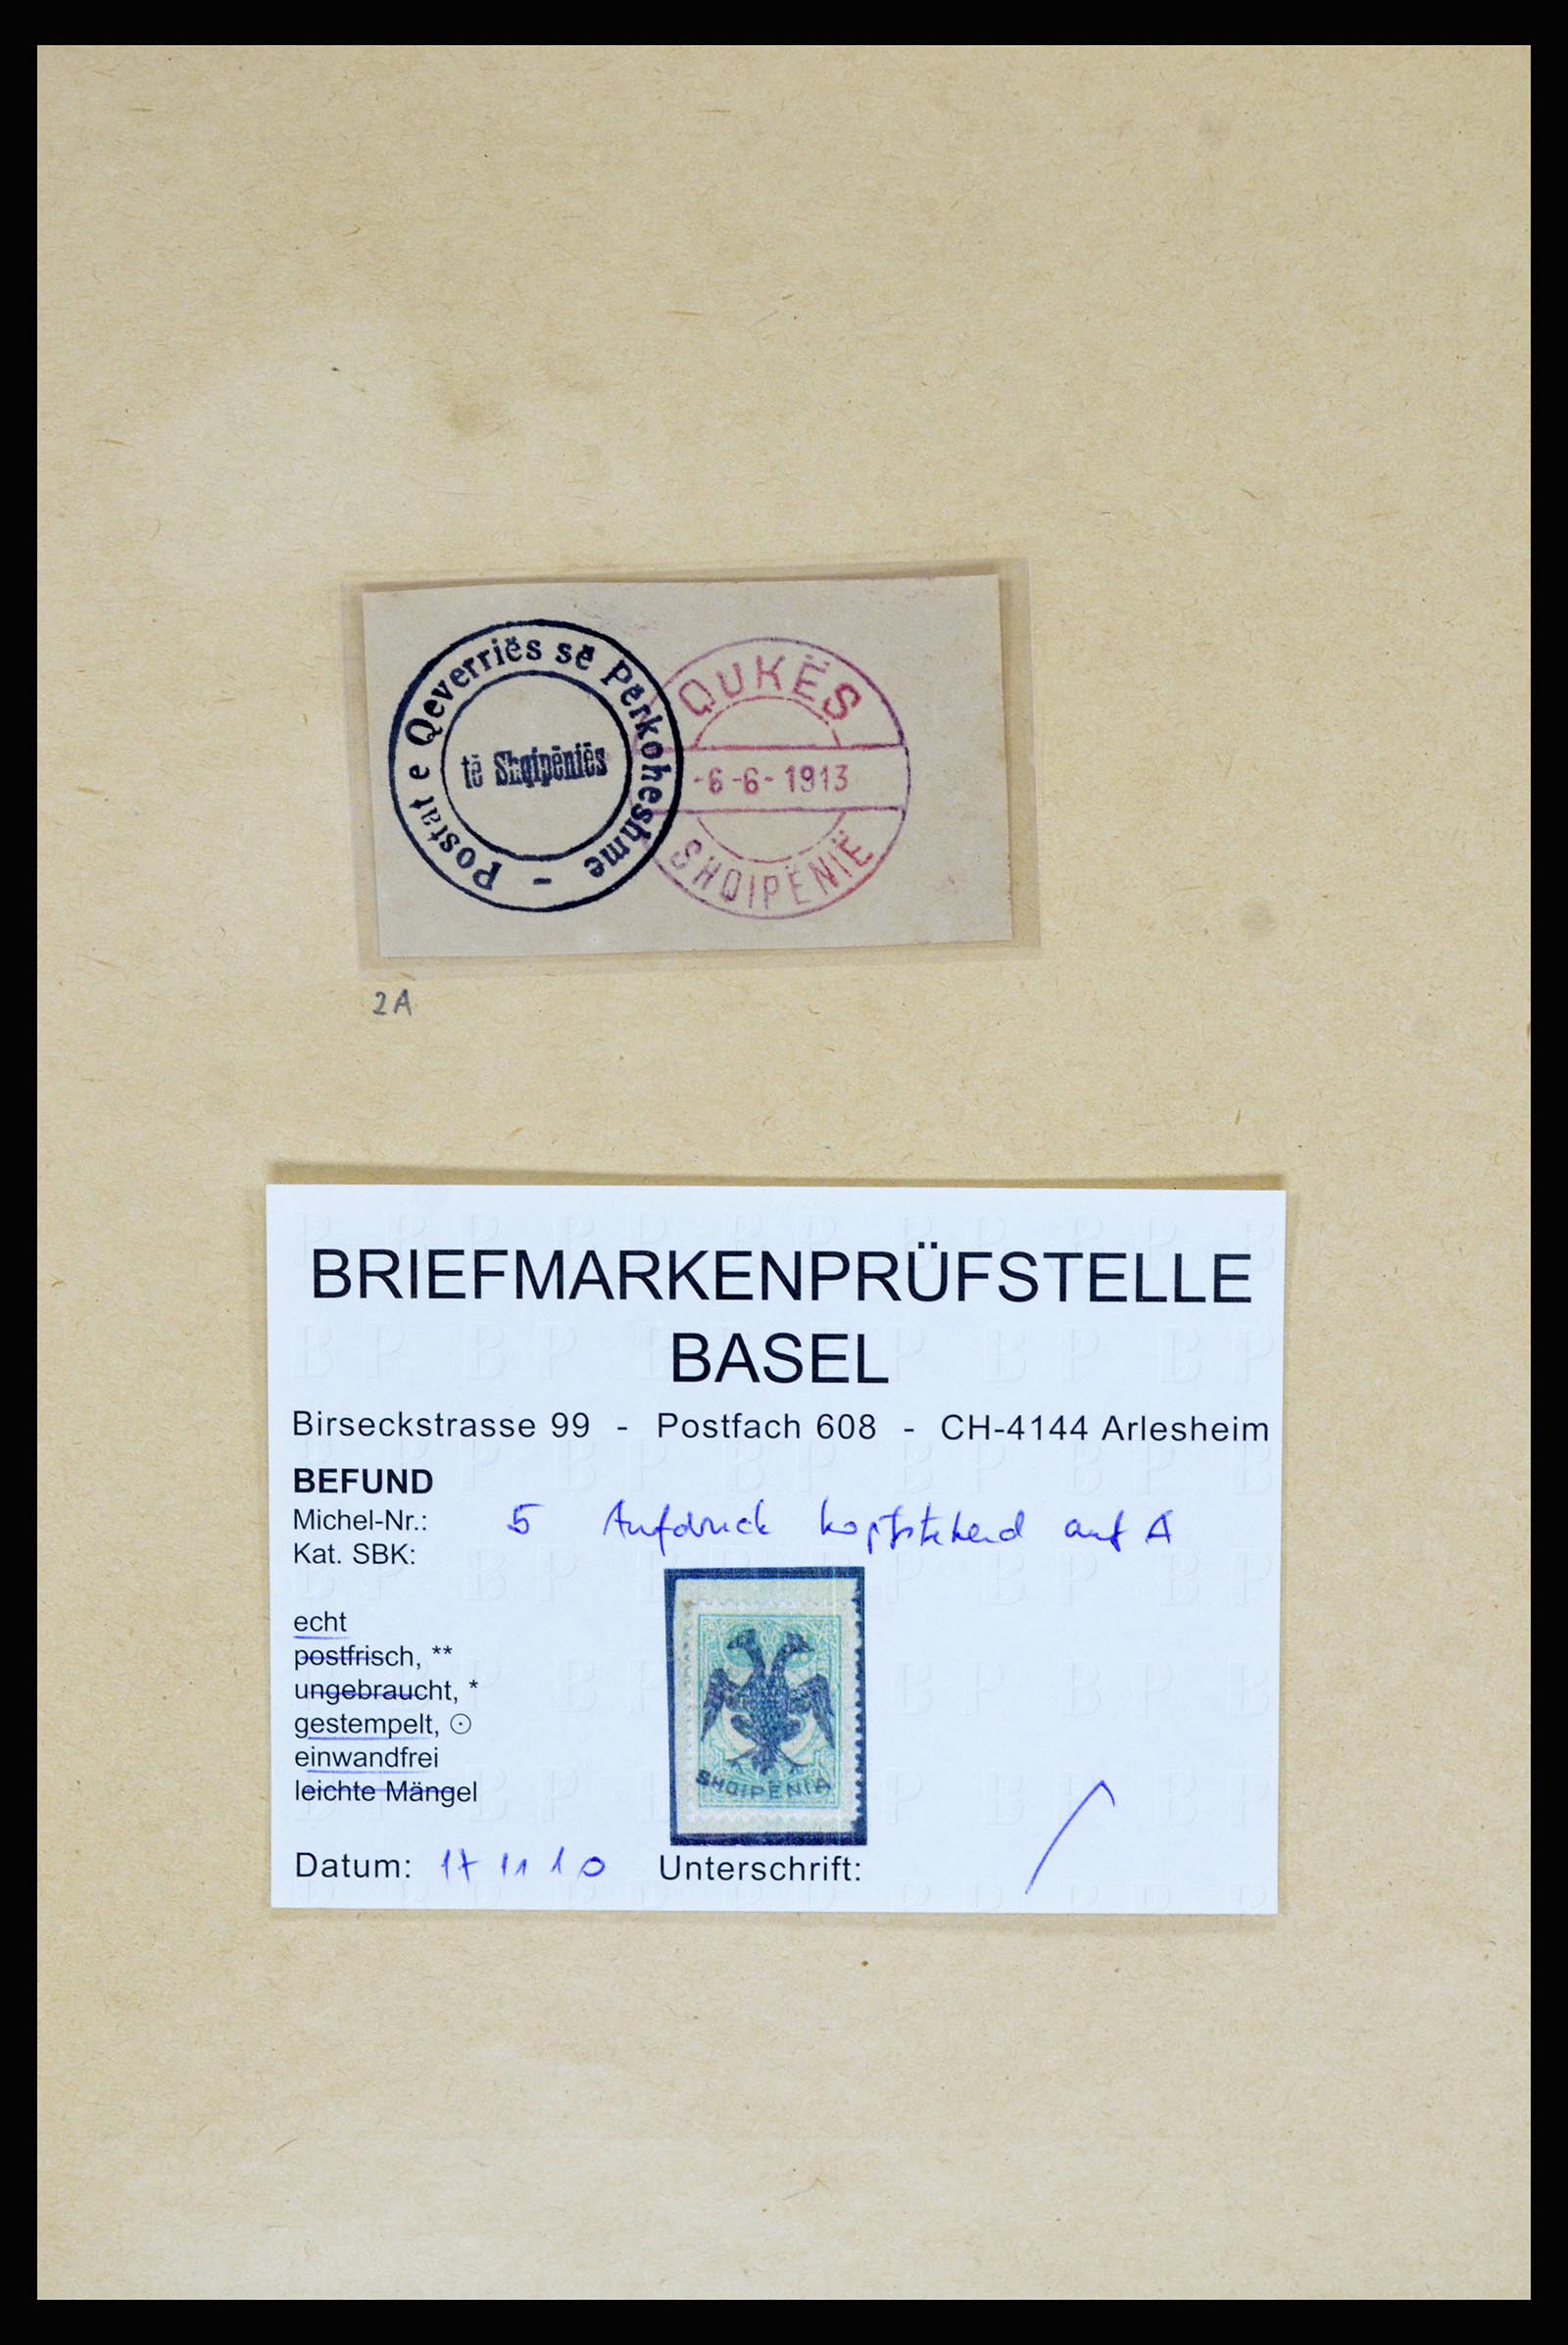 Postat e Qeverriës së Përkoheshme -
të Shqipëniës
QUKËS
-6-6-1913
SHQIPËNIË
2A
BRIEFMARKENPRÜFSTELLE
BASEL
Birseckstrasse 99 - Postfach 608 - CH-4144 Arlesheim
BEFUND
Michel-Nr.: 5 Aufdruck kopfstehend auf A
Kat. SBK:
echt
postfrisch, **
ungebraucht, *
gestempelt, ⊙
einwandfrei
leichte Mängel
SHQIPËNIA
Datum: 17 11 10 Unterschrift: